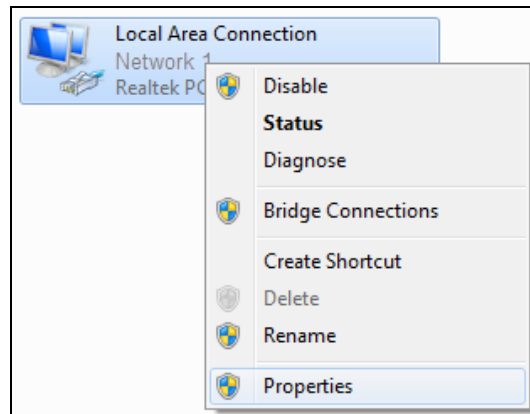 Local Area Connection
Network 1
Realtek PC
Disable
Status
Diagnose
Bridge Connections
Create Shortcut
Delete
Rename
Properties